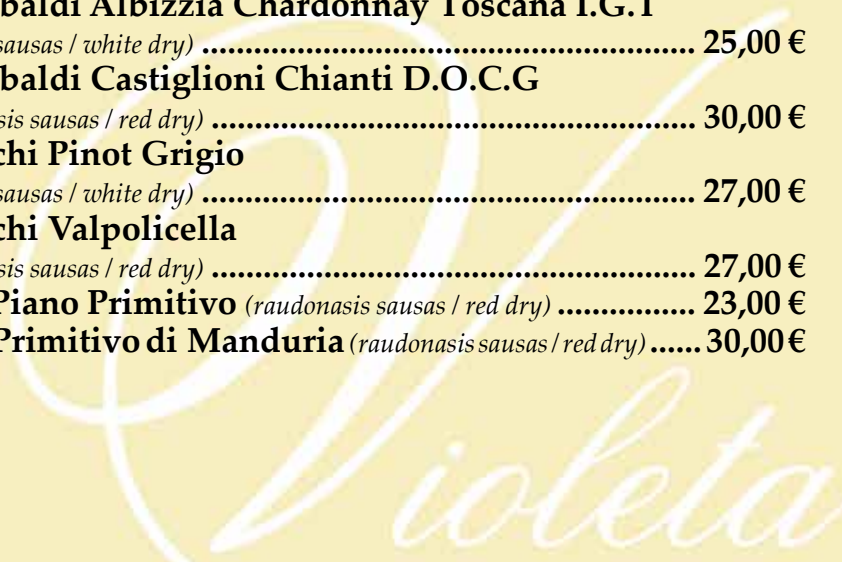 baldi Albizzia Chardonnay Toscana I.G.T
sausas / white dry) ........................................................................ 25,00 €
baldi Castiglioni Chianti D.O.C.G
sis sausas / red dry) ....................................................................... 30,00 €
chi Pinot Grigio
sausas / white dry) ........................................................................ 27,00 €
chi Valpolicella
sis sausas / red dry) ....................................................................... 27,00 €
Piano Primitivo (raudonasis sausas / red dry) ................ 23,00 €
Primitivo di Manduria (raudonasis sausas / red dry) ...... 30,00 €
Violeta